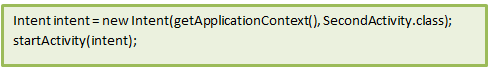 Intent intent = new Intent(getApplicationContext(), SecondActivity.class);
startActivity(intent);